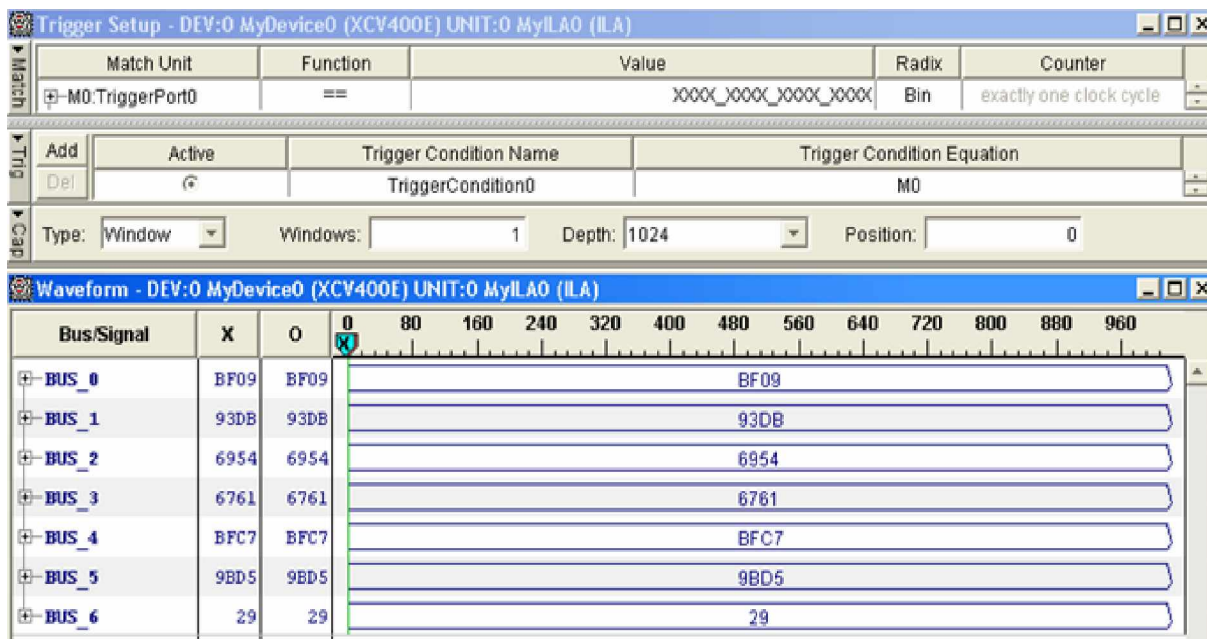 Trigger Setup - DEV:0 MyDevice0 (XCV400E) UNIT:0 MyILA0 (ILA)
Match
Match Unit Function Value Radix Counter
M0:TriggerPort0 == XXXX_XXXX_XXXX_XXXX Bin exactly one clock cycle
Trig
Add Active Trigger Condition Name Trigger Condition Equation
Del TriggerCondition0 M0
Cap
Type: Window Windows: 1 Depth: 1024 Position: 0
Waveform - DEV:0 MyDevice0 (XCV400E) UNIT:0 MyILA0 (ILA)
Bus/Signal X O 0 80 160 240 320 400 480 560 640 720 800 880 960
X
BUS_0 BF09 BF09 BF09
BUS_1 93DB 93DB 93DB
BUS_2 6954 6954 6954
BUS_3 6761 6761 6761
BUS_4 BFC7 BFC7 BFC7
BUS_5 9BD5 9BD5 9BD5
BUS_6 29 29 29